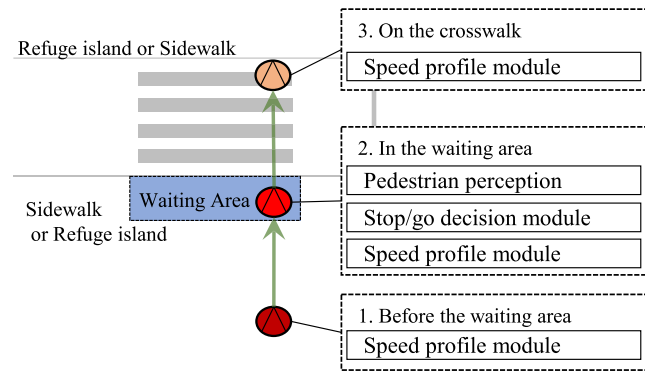 Refuge island or Sidewalk
3. On the crosswalk
Speed profile module
2. In the waiting area
Pedestrian perception
Stop/go decision module
Speed profile module
Waiting Area
Sidewalk
or Refuge island
1. Before the waiting area
Speed profile module